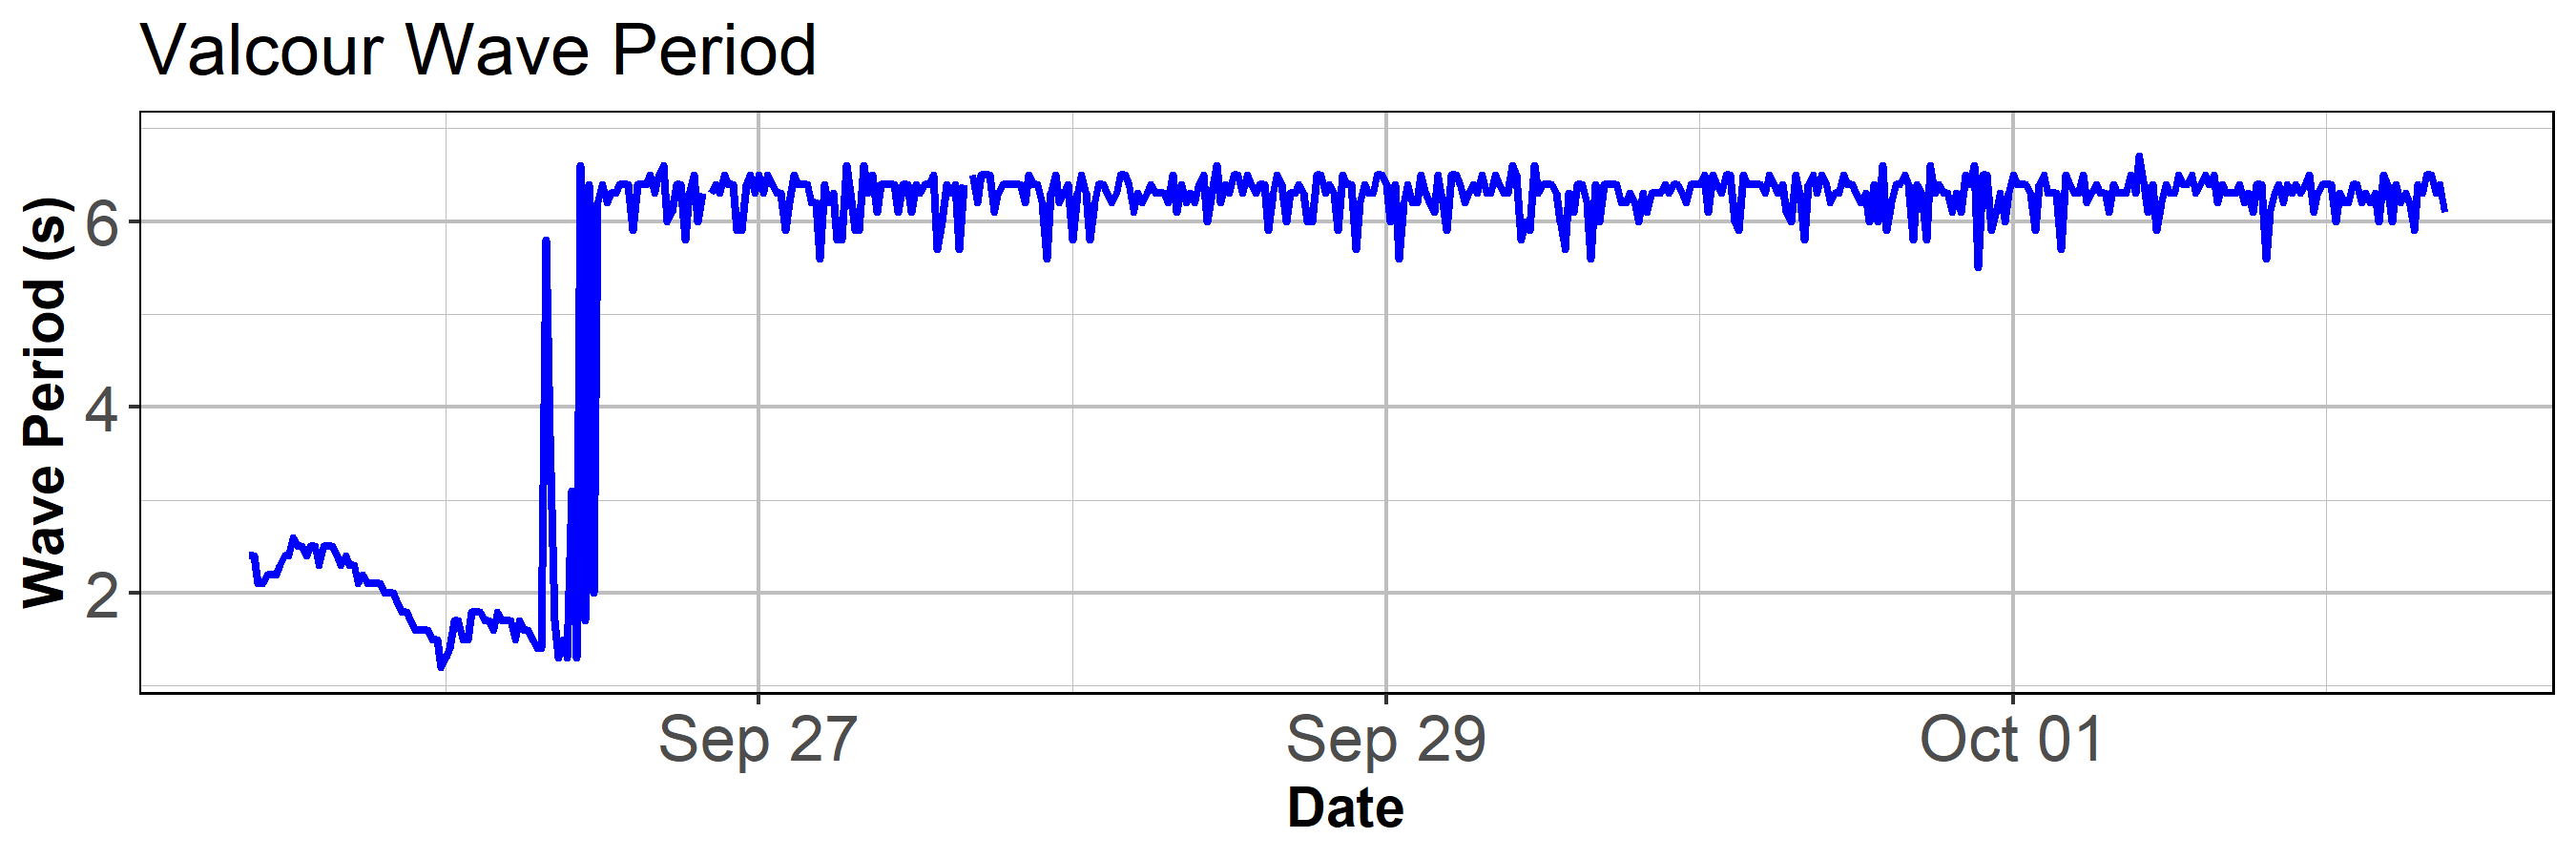 Valcour Wave Period
Wave Period (s)
6
4
2
Sep 27
Sep 29
Oct 01
Date